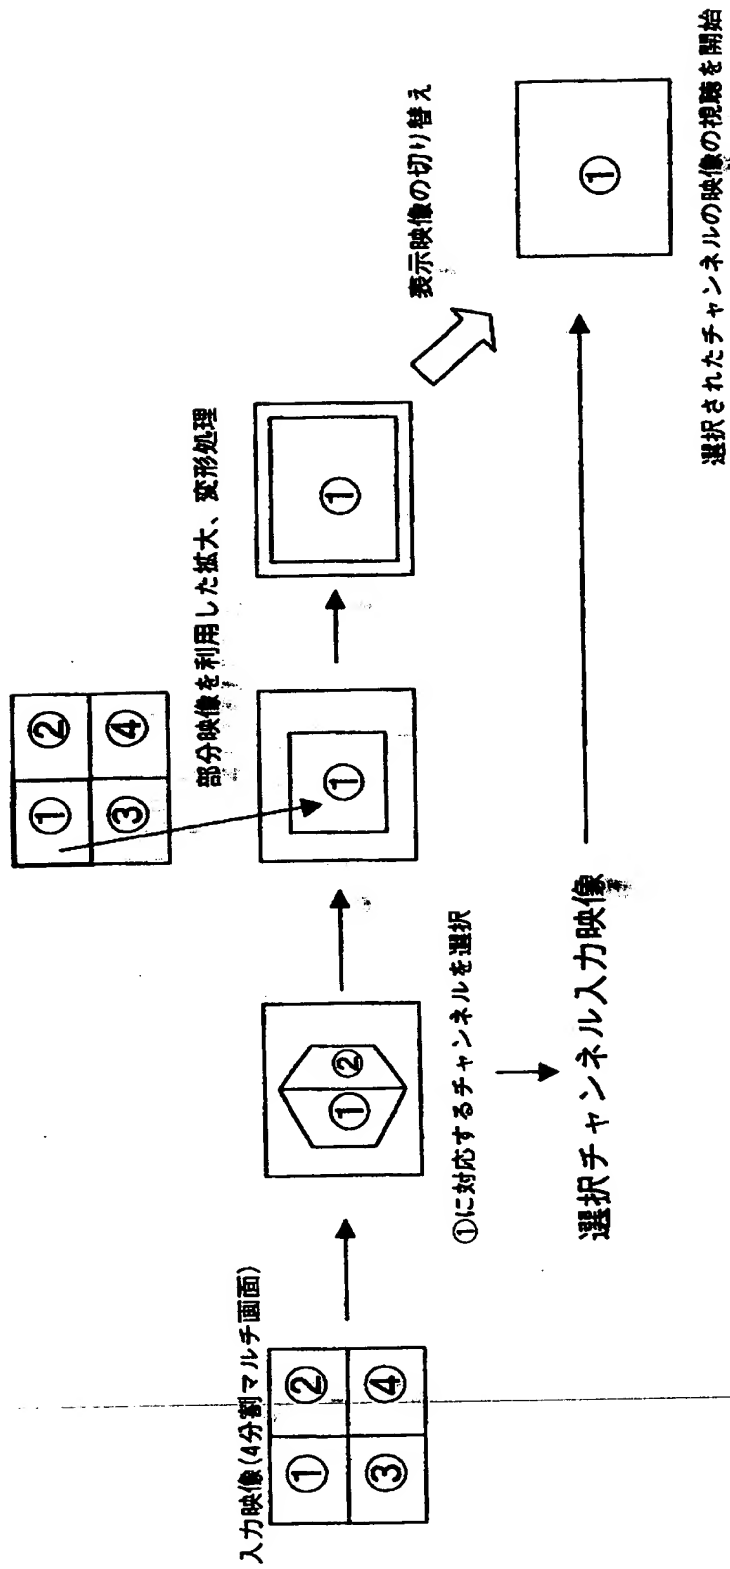 入力映像(4分割マルチ画面)
①
②
③
④
①
②
①に対応するチャンネルを選択
選択チャンネル入力映像
①
②
③
④
部分映像を利用した拡大、変形処理
①
①
表示映像の切り替え
①
選択されたチャンネルの映像の視聴を開始